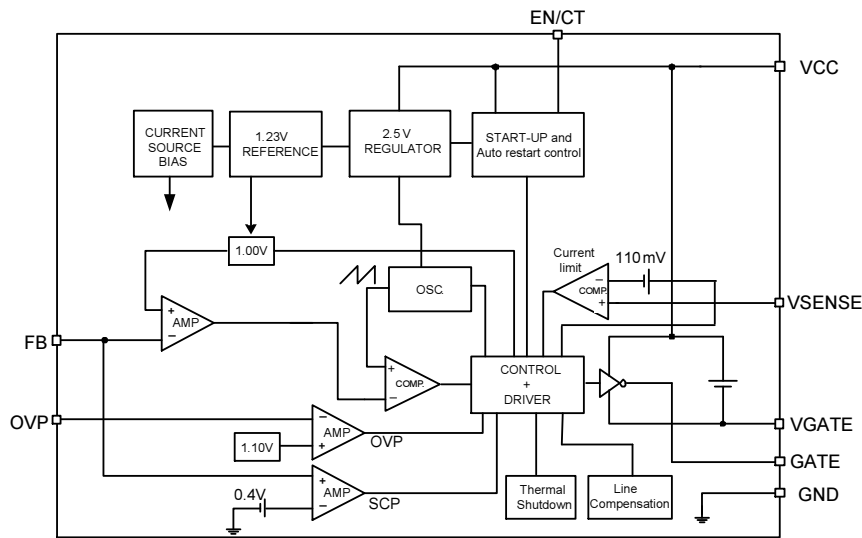 EN/CT
VCC
CURRENT
SOURCE
BIAS
1.23V
REFERENCE
2.5 V
REGULATOR
START-UP and
Auto restart control
1.00V
OSC.
Current
limit
110 mV
COMP.
−
+
VSENSE
+
AMP
−
FB
+
COMP.
−
CONTROL
+
DRIVER
OVP
−
AMP
+
OVP
1.10V
VGATE
GATE
GND
+
AMP
−
SCP
0.4V
Thermal
Shutdown
Line
Compensation